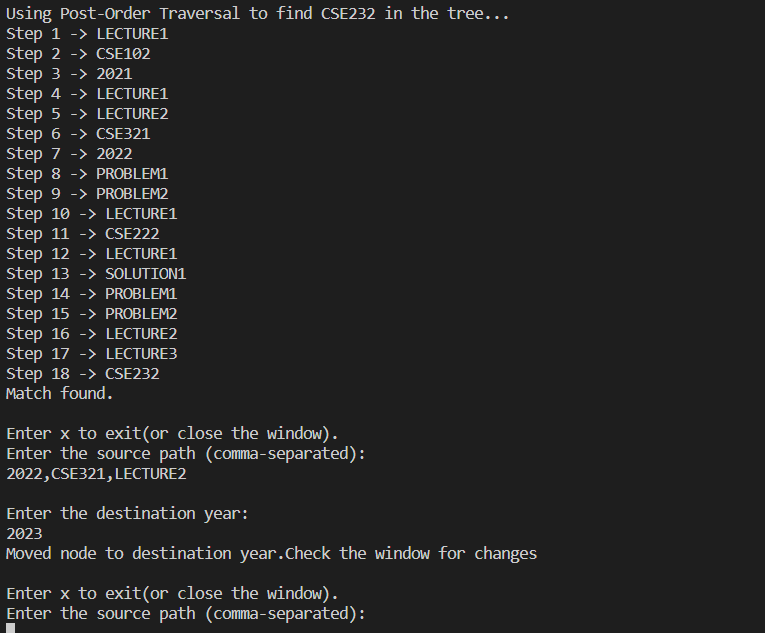 Using Post-Order Traversal to find CSE232 in the tree...
Step 1 -> LECTURE1
Step 2 -> CSE102
Step 3 -> 2021
Step 4 -> LECTURE1
Step 5 -> LECTURE2
Step 6 -> CSE321
Step 7 -> 2022
Step 8 -> PROBLEM1
Step 9 -> PROBLEM2
Step 10 -> LECTURE1
Step 11 -> CSE222
Step 12 -> LECTURE1
Step 13 -> SOLUTION1
Step 14 -> PROBLEM1
Step 15 -> PROBLEM2
Step 16 -> LECTURE2
Step 17 -> LECTURE3
Step 18 -> CSE232
Match found.
Enter x to exit(or close the window).
Enter the source path (comma-separated):
2022,CSE321,LECTURE2
Enter the destination year:
2023
Moved node to destination year.Check the window for changes
Enter x to exit(or close the window).
Enter the source path (comma-separated):